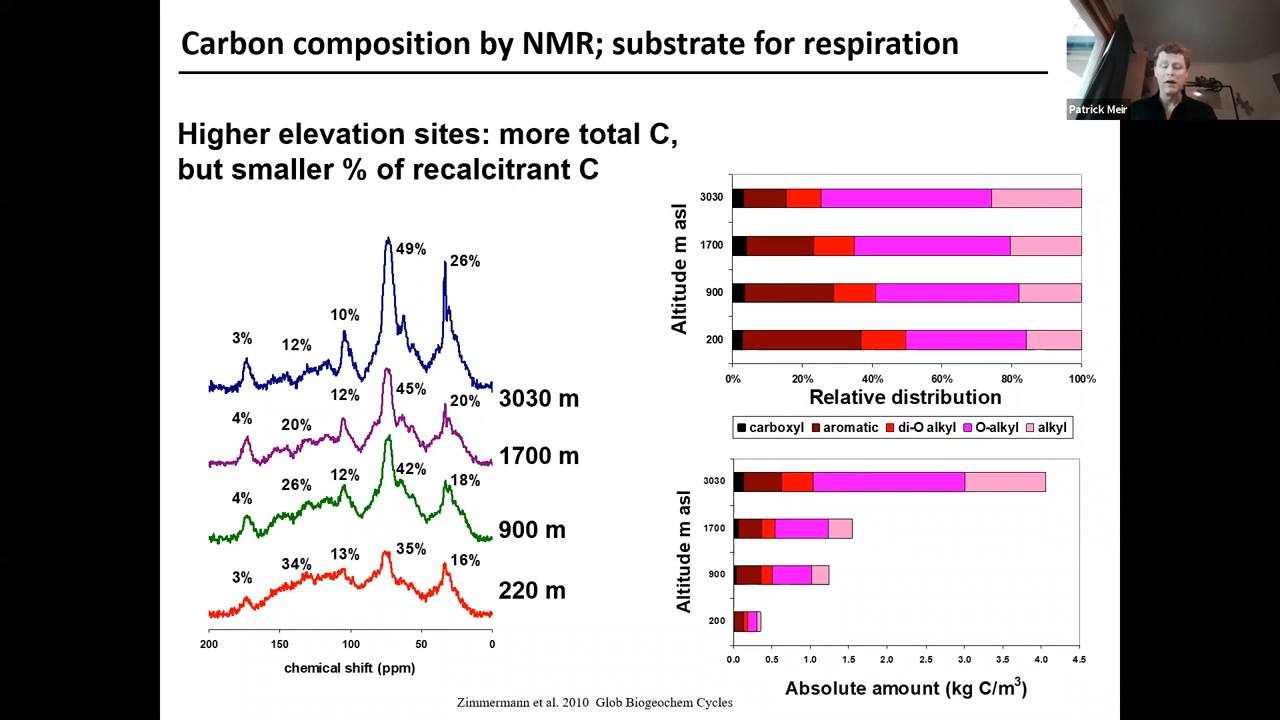 Carbon composition by NMR; substrate for respiration
Patrick Meir
Higher elevation sites: more total C,
but smaller % of recalcitrant C
3% 12% 10% 49% 26%
3030 m
4% 20% 12% 45% 20%
1700 m
4% 26% 12% 42% 18%
900 m
3% 34% 13% 35% 16%
220 m
200 150 100 50 0
chemical shift (ppm)
Altitude m asl
3030
1700
900
200
0% 20% 40% 60% 80% 100%
Relative distribution
carboxyl aromatic di-O alkyl O-alkyl alkyl
Altitude m asl
3030
1700
900
200
0.0 0.5 1.0 1.5 2.0 2.5 3.0 3.5 4.0 4.5
Absolute amount (kg C/m³)
Zimmermann et al. 2010 Glob Biogeochem Cycles